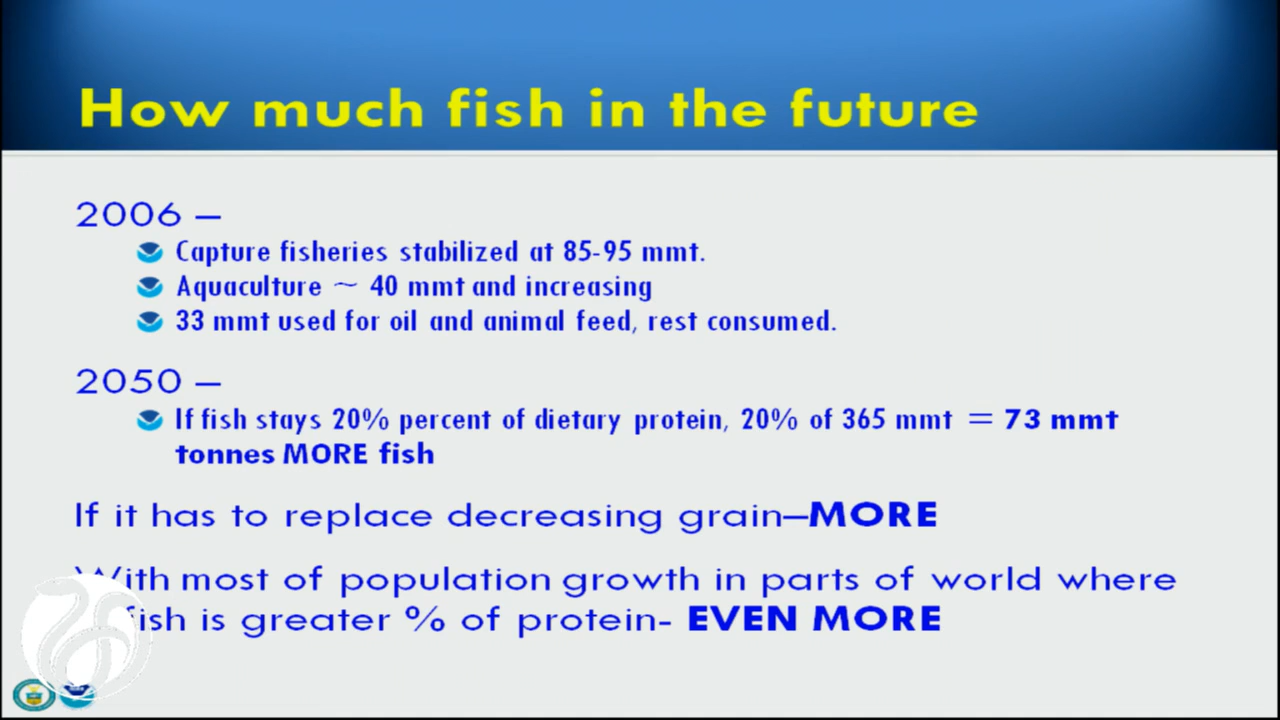 How much fish in the future
2006 –
Capture fisheries stabilized at 85-95 mmt.
Aquaculture ~ 40 mmt and increasing
33 mmt used for oil and animal feed, rest consumed.
2050 –
If fish stays 20% percent of dietary protein, 20% of 365 mmt = 73 mmt
tonnes MORE fish
If it has to replace decreasing grain–MORE
With most of population growth in parts of world where
fish is greater % of protein- EVEN MORE